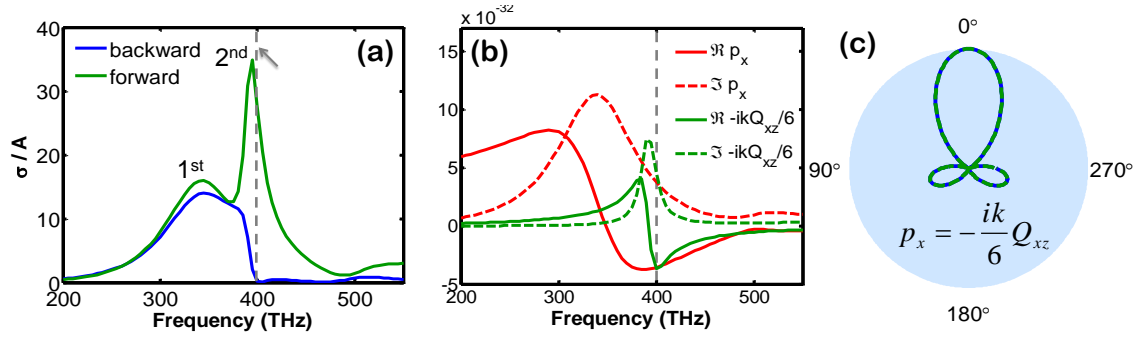 (a)
backward
forward
2nd
1st
σ / A
40
30
20
10
0
200
300
400
500
Frequency (THz)
x 10-32
(b)
ℜ px
ℑ px
ℜ -ikQxz/6
ℑ -ikQxz/6
15
10
5
0
-5
200
300
400
500
Frequency (THz)
(c)
0°
90°
270°
px = - ik/6 Qxz
180°